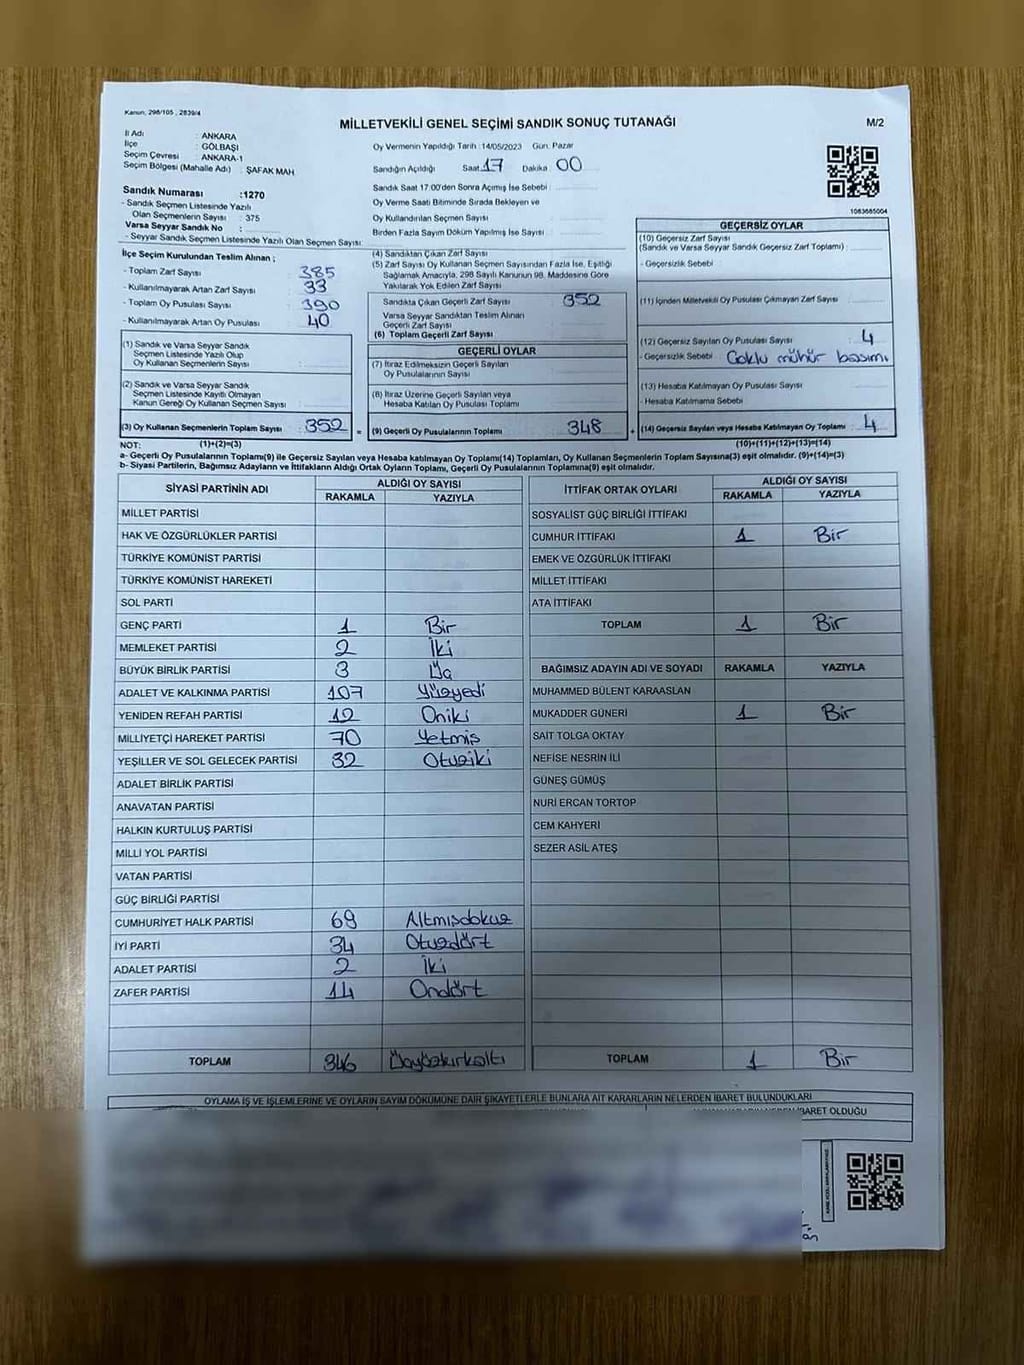 Kanun, 298/105 , 2839/4
MİLLETVEKİLİ GENEL SEÇİMİ SANDIK SONUÇ TUTANAĞI
M/2
İl Adı : ANKARA
İlçe : GÖLBAŞI
Seçim Çevresi : ANKARA-1
Seçim Bölgesi (Mahalle Adı) : ŞAFAK MAH
Sandık Numarası :1270
- Sandık Seçmen Listesinde Yazılı
Olan Seçmenlerin Sayısı : 375
Varsa Seyyar Sandık No :
- Seyyar Sandık Seçmen Listesinde Yazılı Olan Seçmen Sayısı:
Oy Vermenin Yapıldığı Tarih :14/05/2023 Gün: Pazar
Sandığın Açıldığı Saat 17 Dakika 00
Sandık Saat 17:00'den Sonra Açımış İse Sebebi :
Oy Verme Saati Bitiminde Sırada Bekleyen ve
Oy Kullandırılan Seçmen Sayısı :
Birden Fazla Sayım Döküm Yapılmış İse Sayısı :
1083685004
İlçe Seçim Kurulundan Teslim Alınan ;
- Toplam Zarf Sayısı : 385
- Kullanılmayarak Artan Zarf Sayısı : 33
- Toplam Oy Pusulası Sayısı : 390
- Kullanılmayarak Artan Oy Pusulası : 40
(1) Sandık ve Varsa Seyyar Sandık
Seçmen Listesinde Yazılı Olup
Oy Kullanan Seçmen Sayısı :
(2) Sandık ve Varsa Seyyar Sandık
Seçmen Listesinde Kayıtlı Olmayan
Kanun Gereği Oy Kullanan Seçmen Sayısı :
(3) Oy Kullanan Seçmenlerin Toplam Sayısı : 352
(4) Sandıktan Çıkan Zarf Sayısı
(5) Zarf Sayısı Oy Kullanan Seçmen Sayısından Fazla İse, Eşitliği
Sağlamak Amacıyla, 298 Sayılı Kanunun 98. Maddesine Göre
Yakılarak Yok Edilen Zarf Sayısı :
Sandıkta Çıkan Geçerli Zarf Sayısı : 352
Varsa Seyyar Sandıktan Teslim Alınan
Geçerli Zarf Sayısı :
(6) Toplam Geçerli Zarf Sayısı :
GEÇERLİ OYLAR
(7) İtiraz Edilmeksizin Geçerli Sayılan
Oy Pusulalarının Sayısı :
(8) İtiraz Üzerine Geçerli Sayılan veya
Hesaba Katılan Oy Pusulası Toplamı :
= (9) Geçerli Oy Pusulalarının Toplamı : 348
GEÇERSİZ OYLAR
(10) Geçersiz Zarf Sayısı
(Sandık ve Varsa Seyyar Sandık Geçersiz Zarf Toplamı) :
- Geçersizlik Sebebi :
(11) İçinden Milletvekili Oy Pusulası Çıkmayan Zarf Sayısı :
(12) Geçersiz Sayılan Oy Pusulası Sayısı : 4
- Geçersizlik Sebebi : Çoklu mühür basımı
(13) Hesaba Katılmayan Oy Pusulası Sayısı :
- Hesaba Katılmama Sebebi :
+ (14) Geçersiz Sayılan veya Hesaba Katılmayan Oy Toplamı : 4
NOT: (1)+(2)=(3)
(10)+(11)+(12)+(13)=(14)
a- Geçerli Oy Pusulalarının Toplamı(9) ile Geçersiz Sayılan veya Hesaba katılmayan Oy Toplamı(14) Toplamları, Oy Kullanan Seçmenlerin Toplam Sayısına(3) eşit olmalıdır. (9)+(14)=(3)
b- Siyasi Partilerin, Bağımsız Adayların ve İttifakların Aldığı Ortak Oyların Toplamı, Geçerli Oy Pusulalarının Toplamına(9) eşit olmalıdır.
SİYASİ PARTİNİN ADI
ALDIĞI OY SAYISI
RAKAMLA YAZIYLA
MİLLET PARTİSİ
HAK VE ÖZGÜRLÜKLER PARTİSİ
TÜRKİYE KOMÜNİST PARTİSİ
TÜRKİYE KOMÜNİST HAREKETİ
SOL PARTİ
GENÇ PARTİ 1 Bir
MEMLEKET PARTİSİ 2 İki
BÜYÜK BİRLİK PARTİSİ 3 Üç
ADALET VE KALKINMA PARTİSİ 107 Yüzyedi
YENİDEN REFAH PARTİSİ 12 Oniki
MİLLİYETÇİ HAREKET PARTİSİ 70 Yetmiş
YEŞİLLER VE SOL GELECEK PARTİSİ 32 Otuziki
ADALET BİRLİK PARTİSİ
ANAVATAN PARTİSİ
HALKIN KURTULUŞ PARTİSİ
MİLLİ YOL PARTİSİ
VATAN PARTİSİ
GÜÇ BİRLİĞİ PARTİSİ
CUMHURİYET HALK PARTİSİ 69 Altmışdokuz
İYİ PARTİ 34 Otuzdört
ADALET PARTİSİ 2 İki
ZAFER PARTİSİ 14 Ondört
TOPLAM 346 Üçyüzkırkaltı
İTTİFAK ORTAK OYLARI
ALDIĞI OY SAYISI
RAKAMLA YAZIYLA
SOSYALİST GÜÇ BİRLİĞİ İTTİFAKI
CUMHUR İTTİFAKI 1 Bir
EMEK VE ÖZGÜRLÜK İTTİFAKI
MİLLET İTTİFAKI
ATA İTTİFAKI
TOPLAM 1 Bir
BAĞIMSIZ ADAYIN ADI VE SOYADI RAKAMLA YAZIYLA
MUHAMMED BÜLENT KARAASLAN
MUKADDER GÜNERİ 1 Bir
SAİT TOLGA OKTAY
NEFİSE NESRİN İLİ
GÜNEŞ GÜMÜŞ
NURİ ERCAN TORTOP
CEM KAHYERİ
SEZER ASİL ATEŞ
TOPLAM 1 Bir
OYLAMA İŞ VE İŞLEMLERİNE VE OYLARIN SAYIM DÖKÜMÜNE DAİR ŞİKAYETLERLE BUNLARA AİT KARARLARIN NELERDEN İBARET BULUNDUKLARI
İBARET OLDUĞU